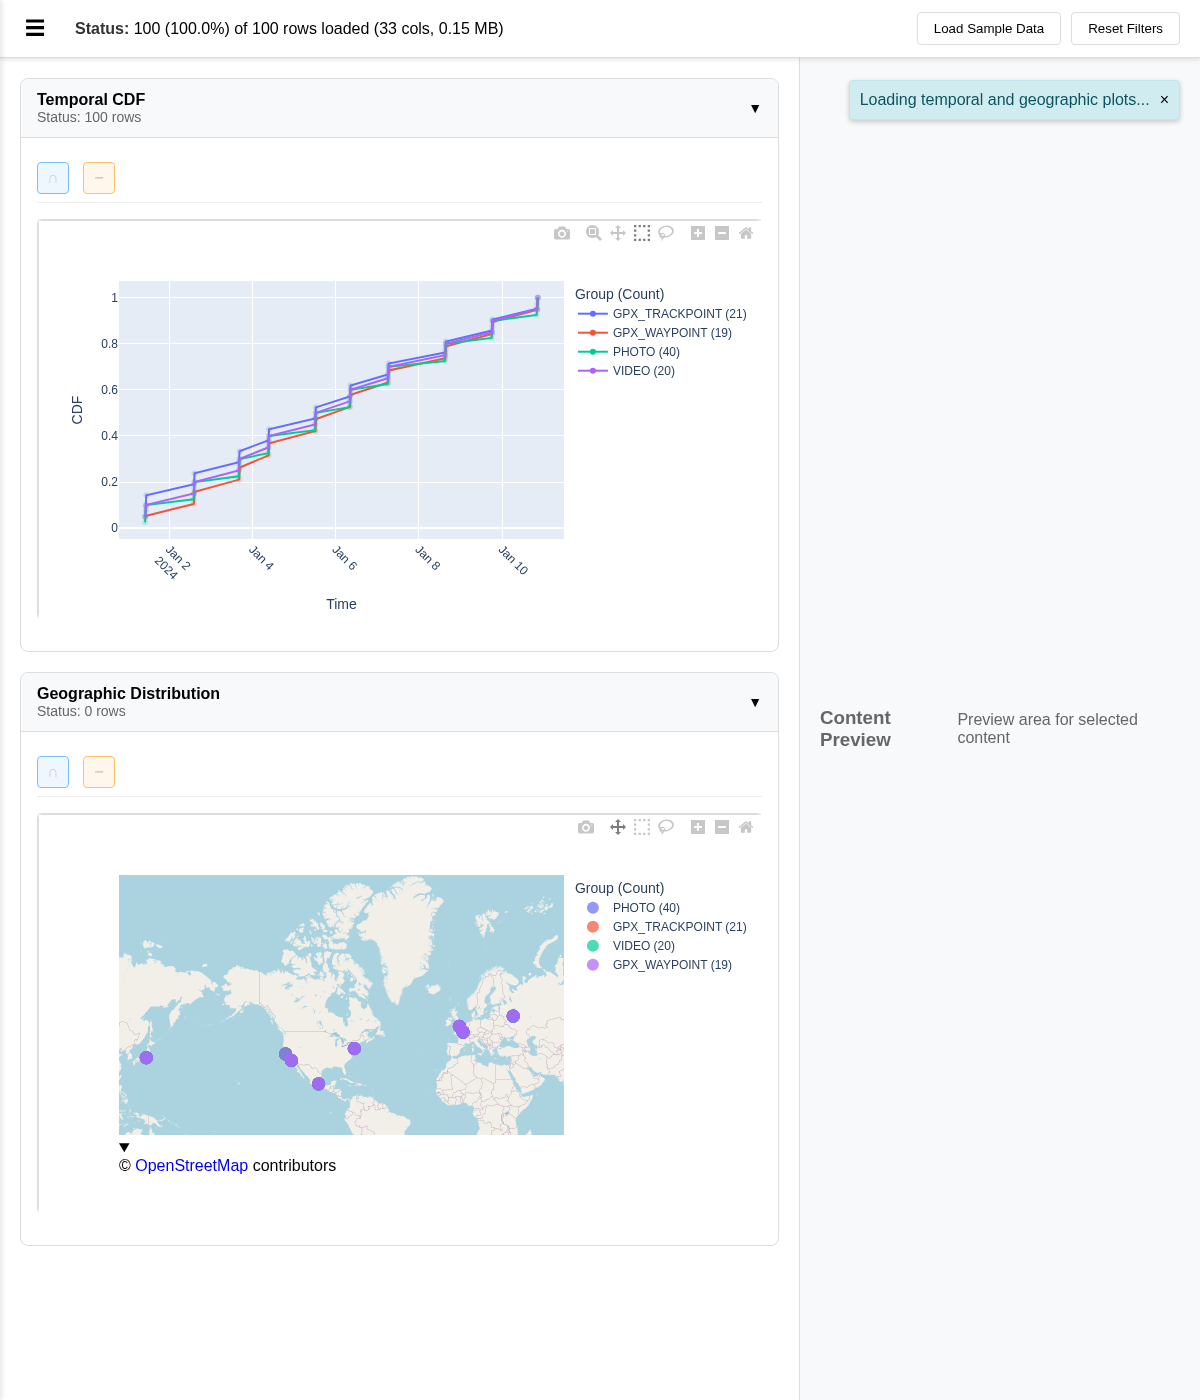 ☰ Status: 100 (100.0%) of 100 rows loaded (33 cols, 0.15 MB)
Load Sample Data
Reset Filters
Loading temporal and geographic plots... ×
Temporal CDF
Status: 100 rows
▼
∩ −
Group (Count)
GPX_TRACKPOINT (21)
GPX_WAYPOINT (19)
PHOTO (40)
VIDEO (20)
1
0.8
0.6
0.4
0.2
0
CDF
Jan 2
2024
Jan 4
Jan 6
Jan 8
Jan 10
Time
Geographic Distribution
Status: 0 rows
▼
∩ −
Group (Count)
PHOTO (40)
GPX_TRACKPOINT (21)
VIDEO (20)
GPX_WAYPOINT (19)
▼
© OpenStreetMap contributors
Content
Preview
Preview area for selected
content